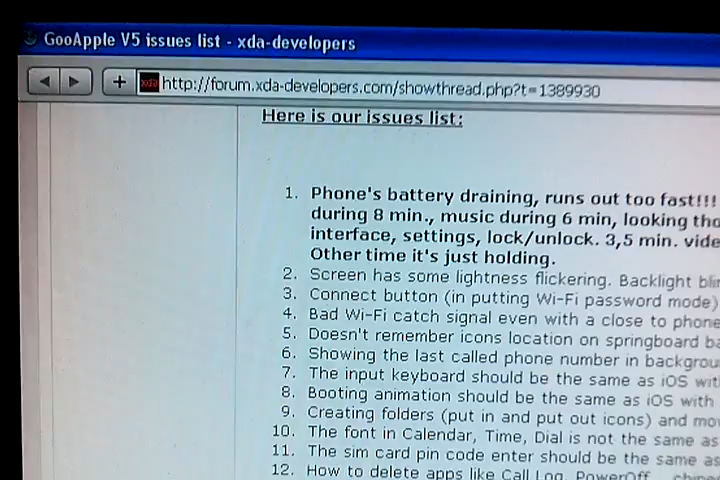 GooApple V5 issues list - xda-developers
+ xda http://forum.xda-developers.com/showthread.php?t=1389930
Here is our issues list:
1. Phone's battery draining, runs out too fast!!!
during 8 min., music during 6 min, looking tho
interface, settings, lock/unlock. 3,5 min. vide
Other time it's just holding.
2. Screen has some lightness flickering. Backlight blin
3. Connect button (in putting Wi-Fi password mode)
4. Bad Wi-Fi catch signal even with a close to phone
5. Doesn't remember icons location on springboard ba
6. Showing the last called phone number in backgrou
7. The input keyboard should be the same as iOS wit
8. Booting animation should be the same as iOS with
9. Creating folders (put in and put out icons) and mov
10. The font in Calendar, Time, Dial is not the same as
11. The sim card pin code enter should be the same as
12. How to delete apps like Call Log, PowerOff